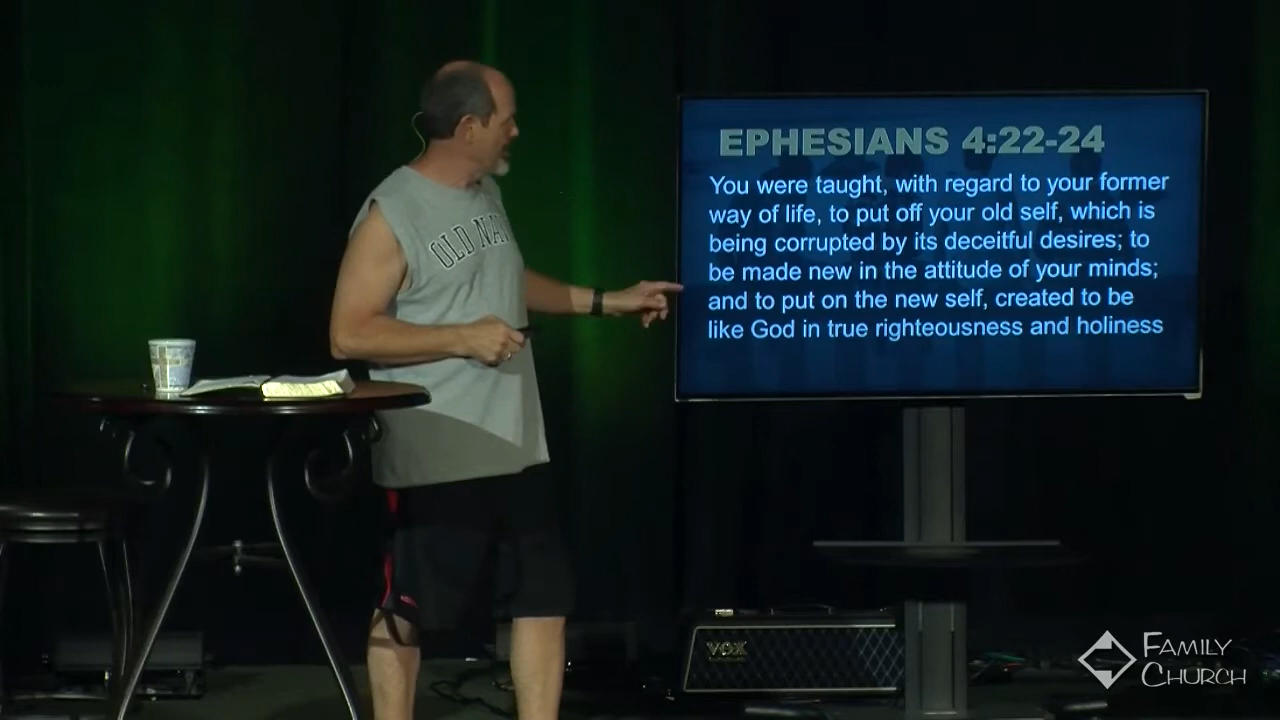 EPHESIANS 4:22-24
You were taught, with regard to your former
way of life, to put off your old self, which is
being corrupted by its deceitful desires; to
be made new in the attitude of your minds;
and to put on the new self, created to be
like God in true righteousness and holiness
OLD NAV
VOX
FAMILY
CHURCH